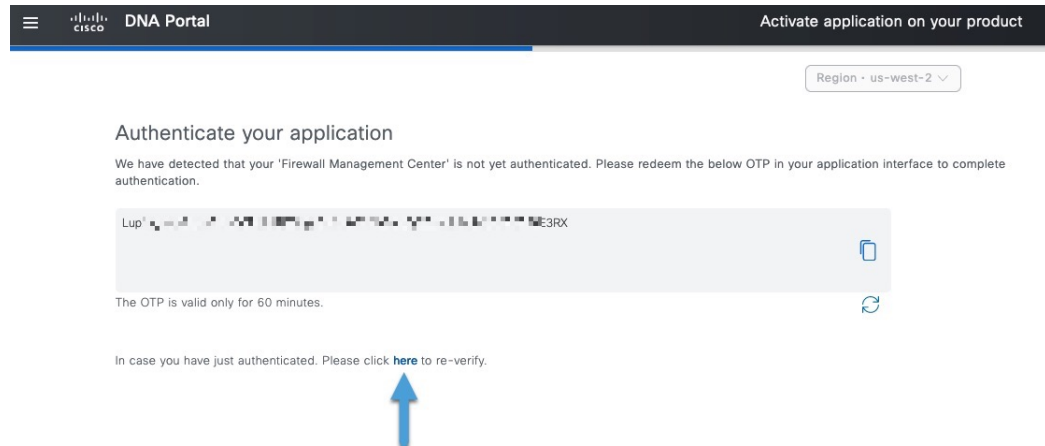 cisco DNA Portal
Activate application on your product
Region · us-west-2
Authenticate your application
We have detected that your 'Firewall Management Center' is not yet authenticated. Please redeem the below OTP in your application interface to complete
authentication.
Lup E3RX
The OTP is valid only for 60 minutes.
In case you have just authenticated. Please click here to re-verify.